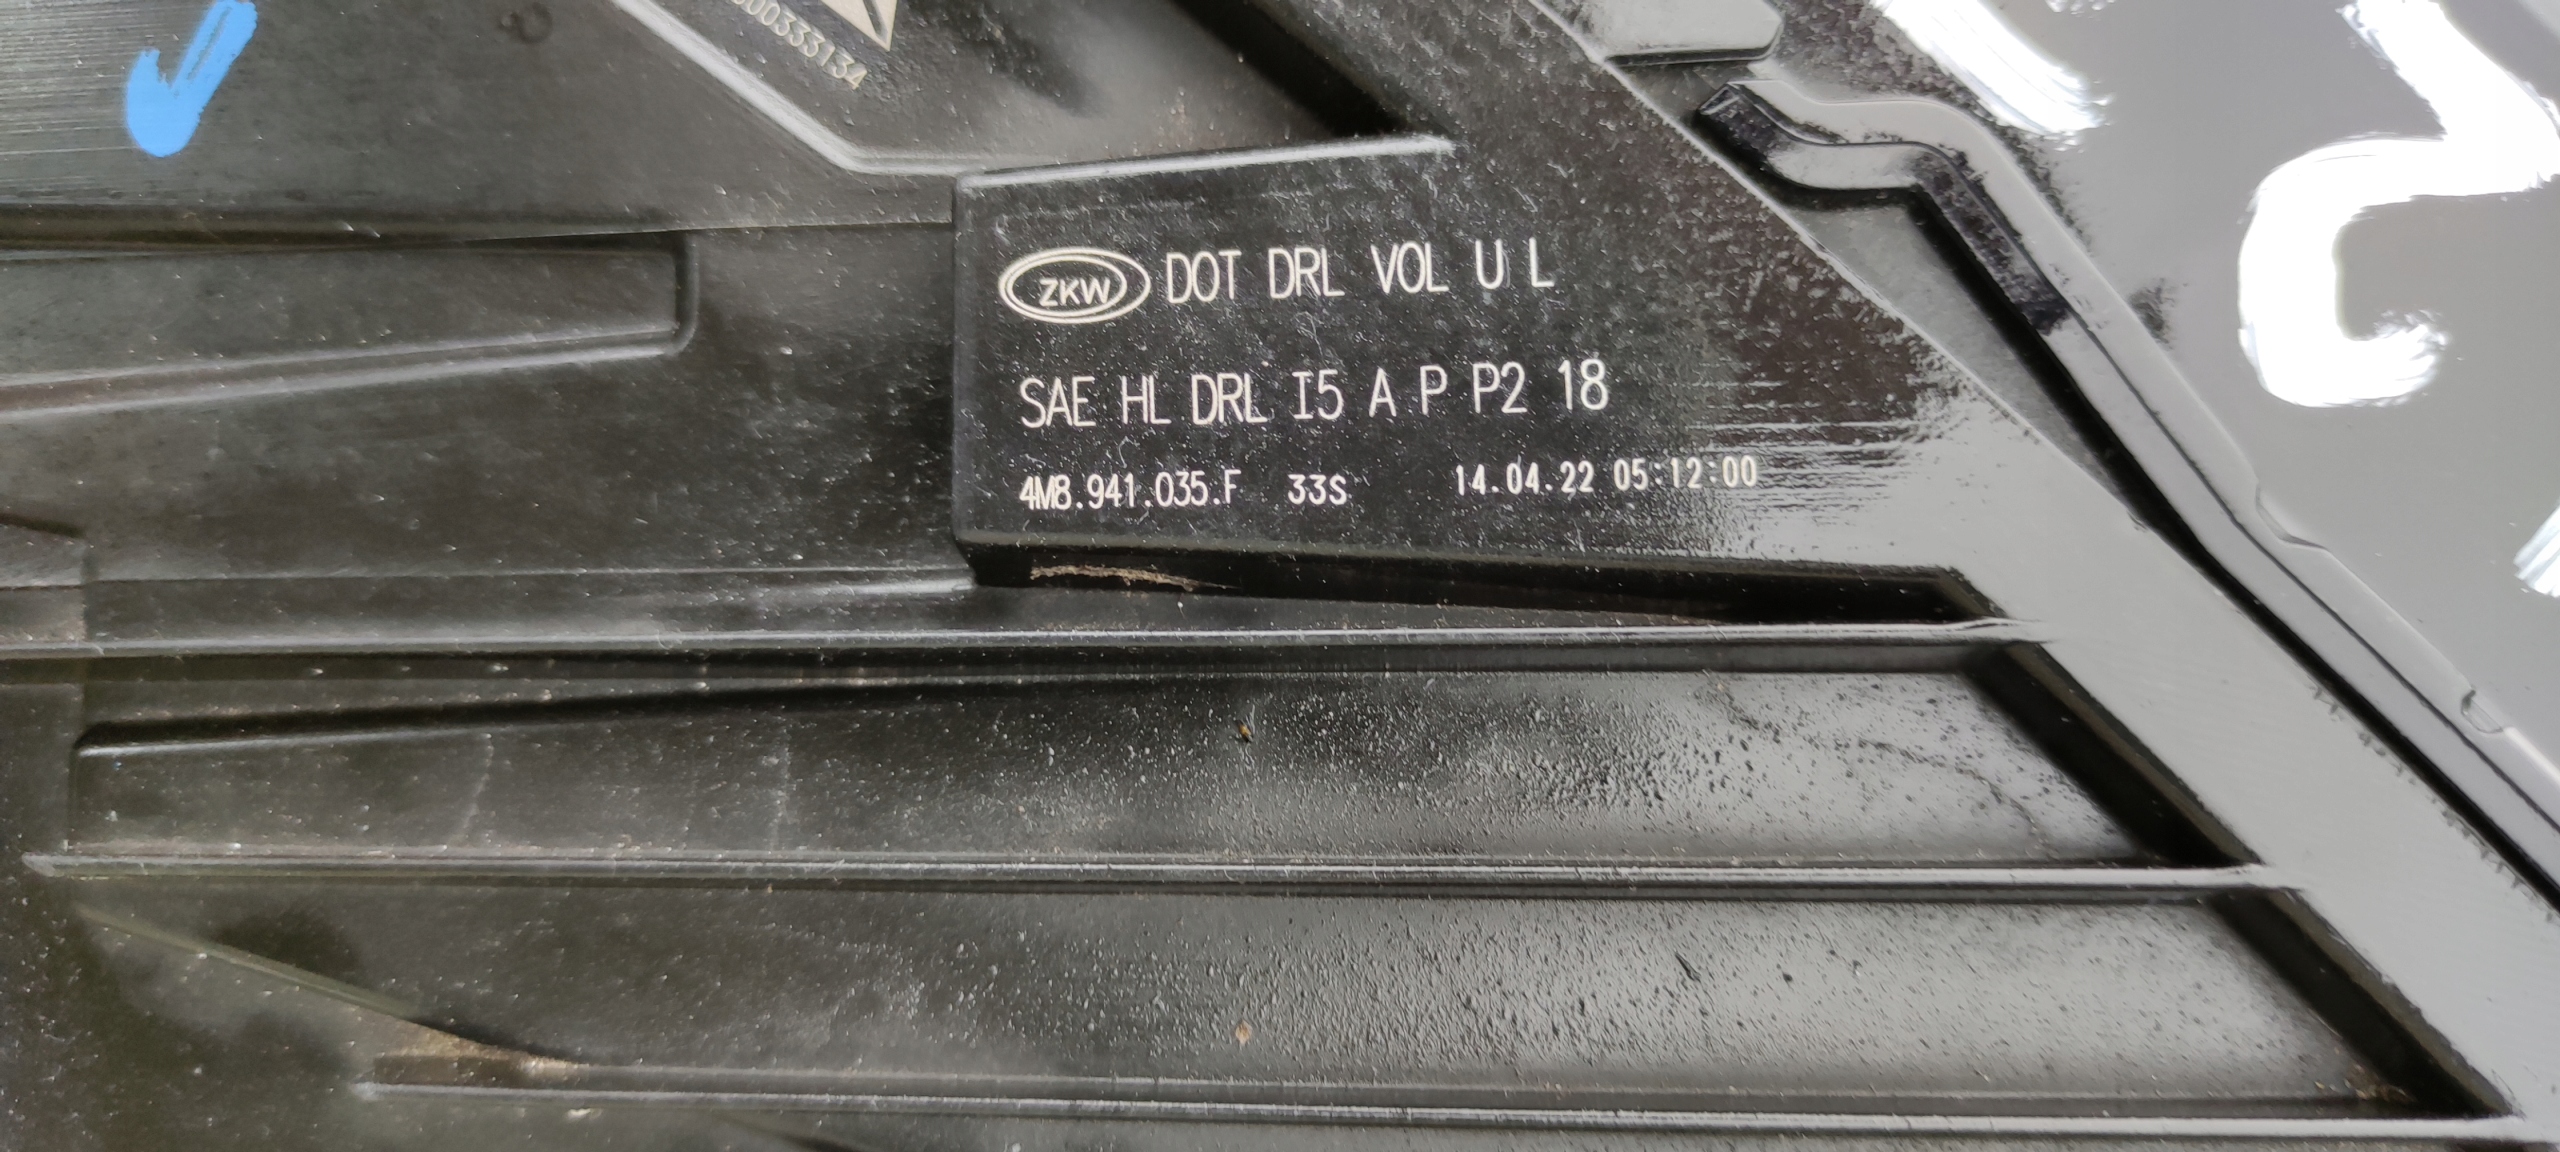 000333134
ZKW DOT DRL VOL U L
SAE HL DRL I5 A P P2 18
4M8.941.035.F 33S 14.04.22 05:12:00